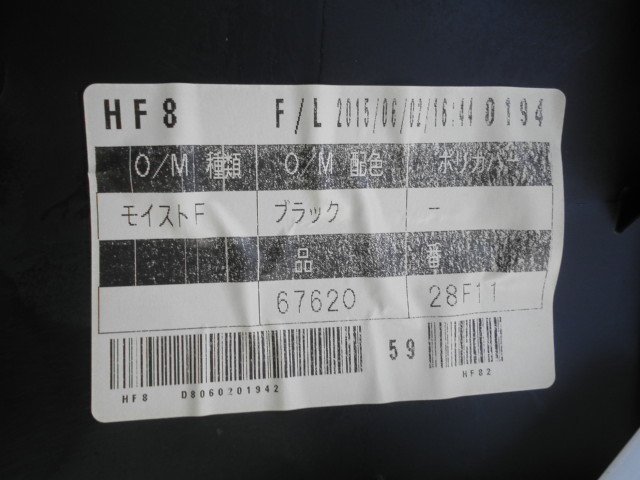 HF8 F/L 2015/06/02/16:44 0194
O/M 種類 O/M 配色 ポリカバー
モイストF ブラック -
品 番
67620 28F11
59
HF8 D8060201942 HF82